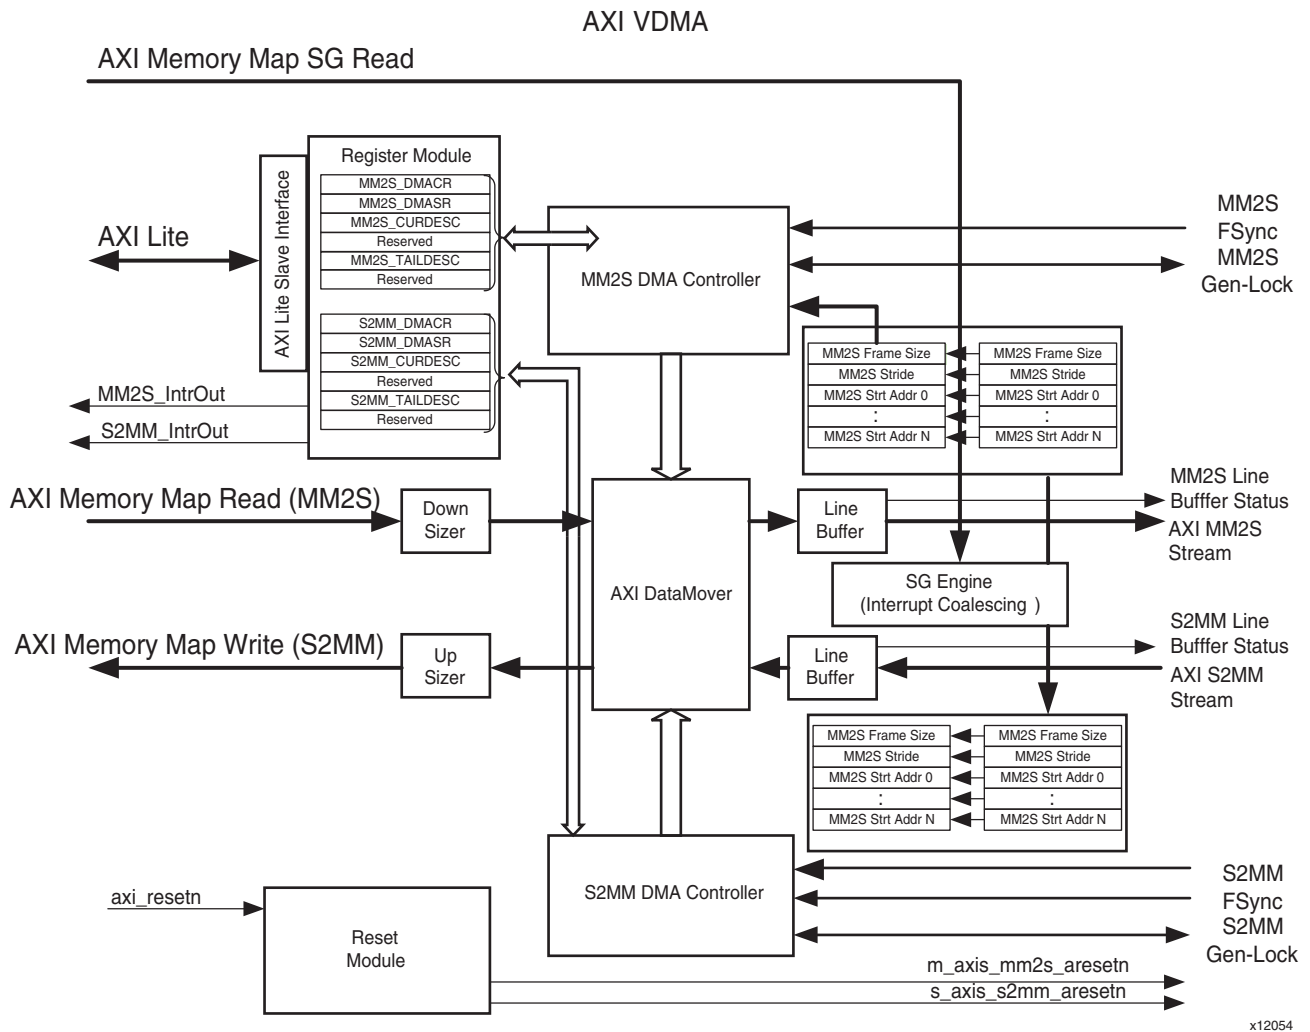 AXI VDMA
AXI Memory Map SG Read
Register Module
AXI Lite Slave Interface
MM2S_DMACR
MM2S_DMASR
MM2S_CURDESC
Reserved
MM2S_TAILDESC
Reserved
S2MM_DMACR
S2MM_DMASR
S2MM_CURDESC
Reserved
S2MM_TAILDESC
Reserved
AXI Lite
MM2S_IntrOut
S2MM_IntrOut
MM2S DMA Controller
MM2S
FSync
MM2S
Gen-Lock
MM2S Frame Size
MM2S Stride
MM2S Strt Addr 0
:
MM2S Strt Addr N
MM2S Frame Size
MM2S Stride
MM2S Strt Addr 0
:
MM2S Strt Addr N
AXI Memory Map Read (MM2S)
Down
Sizer
Line
Buffer
MM2S Line
Bufffer Status
AXI MM2S
Stream
AXI DataMover
SG Engine
(Interrupt Coalescing )
AXI Memory Map Write (S2MM)
Up
Sizer
Line
Buffer
S2MM Line
Bufffer Status
AXI S2MM
Stream
MM2S Frame Size
MM2S Stride
MM2S Strt Addr 0
:
MM2S Strt Addr N
MM2S Frame Size
MM2S Stride
MM2S Strt Addr 0
:
MM2S Strt Addr N
S2MM DMA Controller
S2MM
FSync
S2MM
Gen-Lock
axi_resetn
Reset
Module
m_axis_mm2s_aresetn
s_axis_s2mm_aresetn
x12054